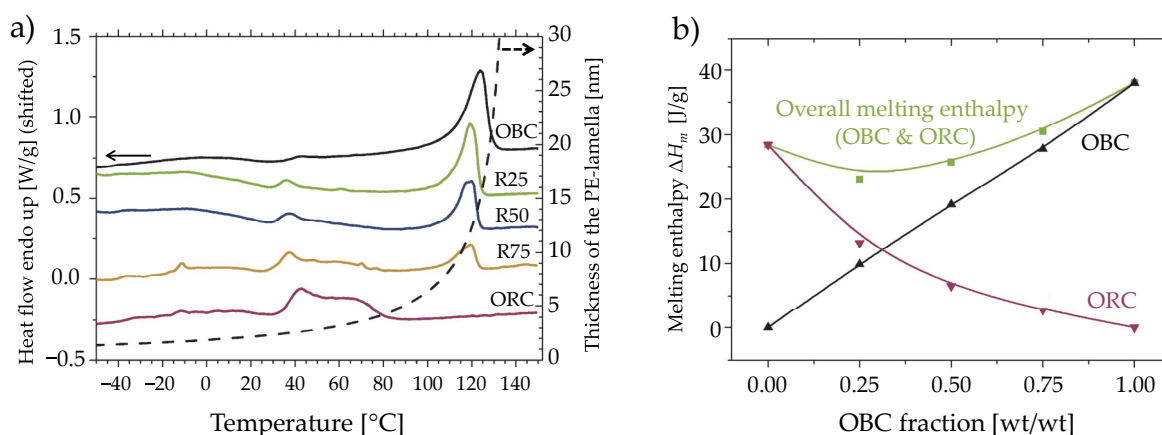 a)
Heat flow endo up [W/g] (shifted)
1.5
1.0
0.5
0.0
−0.5
OBC
R25
R50
R75
ORC
30
25
20
15
10
5
0
Thickness of the PE-lamella [nm]
−40 −20 0 20 40 60 80 100 120 140
Temperature [°C]
b)
Melting enthalpy ΔHm [J/g]
40
30
20
10
0
Overall melting enthalpy
(OBC & ORC)
OBC
ORC
0.00 0.25 0.50 0.75 1.00
OBC fraction [wt/wt]